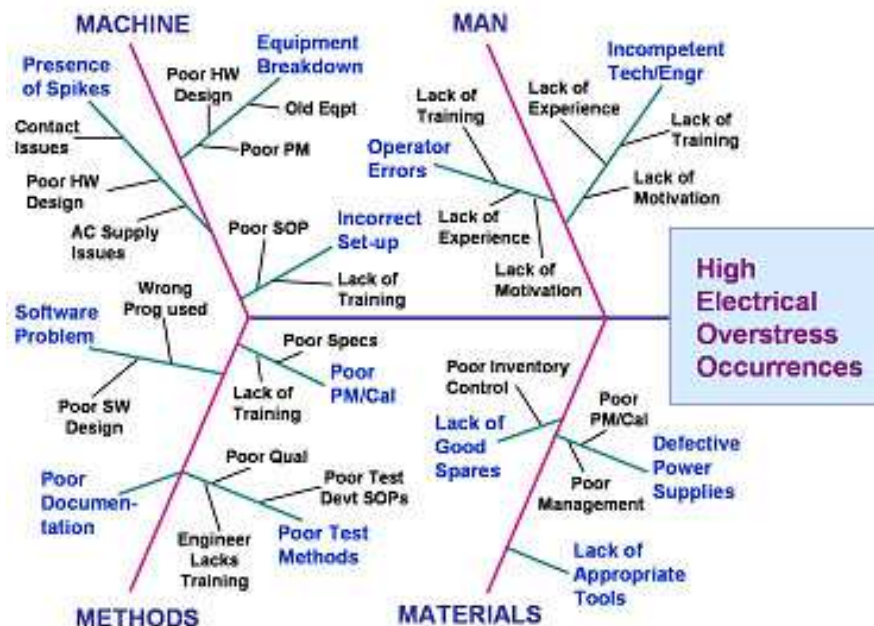 MACHINE
MAN
Presence
of Spikes
Poor HW
Design
Equipment
Breakdown
Old Eqpt
Poor PM
Contact
Issues
Poor HW
Design
AC Supply
Issues
Poor SOP
Incorrect
Set-up
Lack of
Training
Lack of
Training
Operator
Errors
Lack of
Experience
Lack of
Motivation
Lack of
Experience
Incompetent
Tech/Engr
Lack of
Training
Lack of
Motivation
High
Electrical
Overstress
Occurrences
Software
Problem
Wrong
Prog used
Poor SW
Design
Poor Specs
Lack of
Training
Poor
PM/Cal
Poor
Documen-
tation
Poor Qual
Poor Test
Devt SOPs
Engineer
Lacks
Training
Poor Test
Methods
Poor Inventory
Control
Lack of
Good
Spares
Poor
PM/Cal
Poor
Management
Defective
Power
Supplies
Lack of
Appropriate
Tools
METHODS
MATERIALS